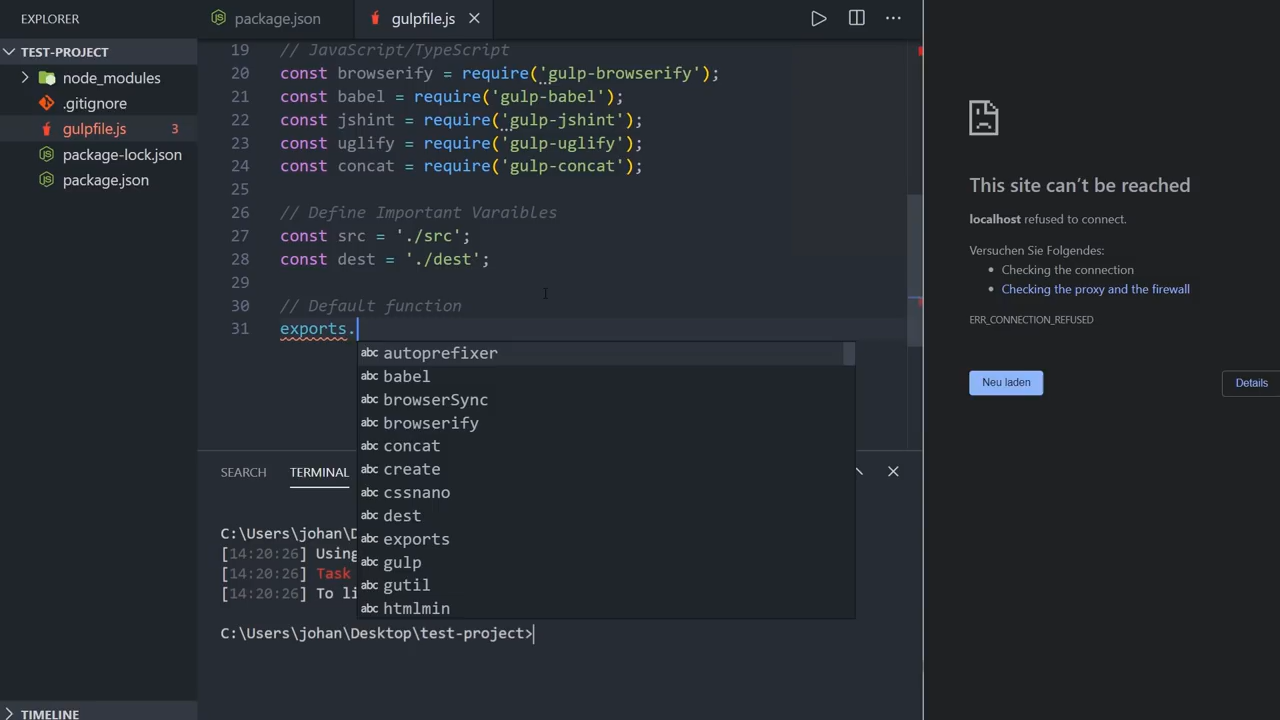 EXPLORER
TEST-PROJECT
node_modules
.gitignore
gulpfile.js 3
package-lock.json
package.json
TIMELINE
package.json
gulpfile.js
19 // JavaScript/TypeScript
20 const browserify = require('gulp-browserify');
21 const babel = require('gulp-babel');
22 const jshint = require('gulp-jshint');
23 const uglify = require('gulp-uglify');
24 const concat = require('gulp-concat');
25
26 // Define Important Varaibles
27 const src = './src';
28 const dest = './dest';
29
30 // Default function
31 exports.
abc autoprefixer
abc babel
abc browserSync
abc browserify
abc concat
abc create
abc cssnano
abc dest
abc exports
abc gulp
abc gutil
abc htmlmin
SEARCH TERMINAL
C:\Users\johan\D
[14:20:26] Using
[14:20:26] Task
[14:20:26] To li
C:\Users\johan\Desktop\test-project>
This site can't be reached
localhost refused to connect.
Versuchen Sie Folgendes:
Checking the connection
Checking the proxy and the firewall
ERR_CONNECTION_REFUSED
Neu laden
Details